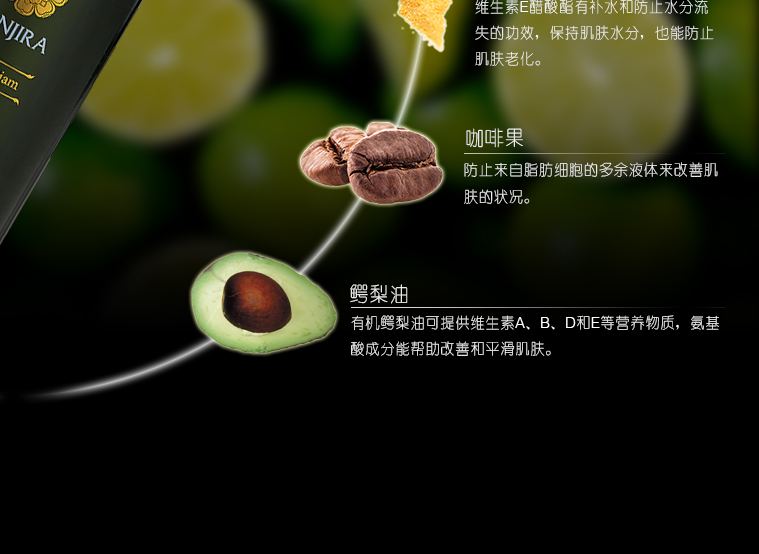 维生素E醋酸酯有补水和防止水分流
失的功效，保持肌肤水分，也能防止
肌肤老化。
NJIRA
iam
咖啡果
防止来自脂肪细胞的多余液体来改善肌
肤的状况。
鳄梨油
有机鳄梨油可提供维生素A、B、D和E等营养物质，氨基
酸成分能帮助改善和平滑肌肤。